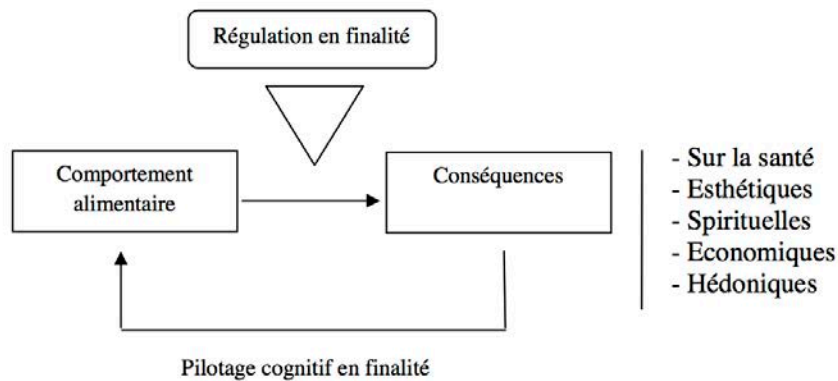 Régulation en finalité
Comportement
alimentaire
Conséquences
- Sur la santé
- Esthétiques
- Spirituelles
- Economiques
- Hédoniques
Pilotage cognitif en finalité